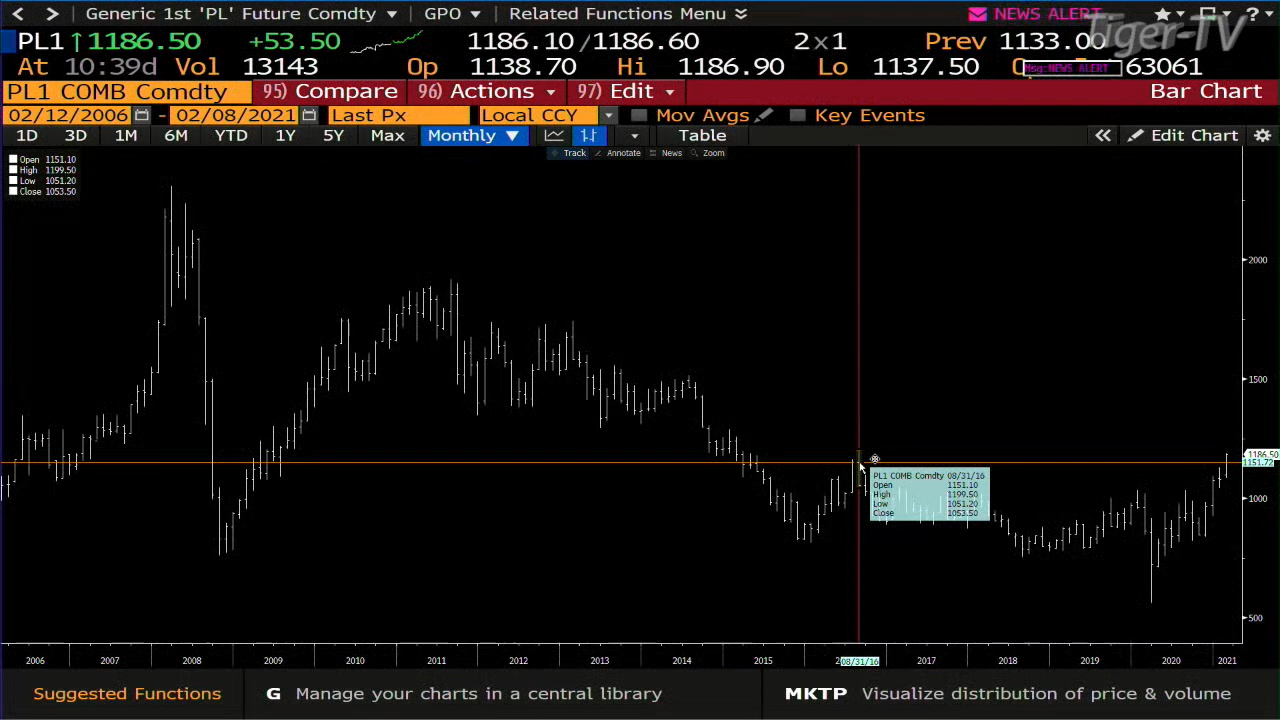 < > Generic 1st 'PL' Future Comdty ▼ GPO ▼ Related Functions Menu NEWS ALERT ?
Tiger-TV
PL1 ↑1186.50 +53.50 1186.10/1186.60 2x1 Prev 1133.00
At 10:39d Vol 13143 Op 1138.70 Hi 1186.90 Lo 1137.50 63061
Msg:NEWS ALERT
PL1 COMB Comdty 95) Compare 96) Actions 97) Edit Bar Chart
02/12/2006 - 02/08/2021 Last Px Local CCY Mov Avgs Key Events
1D 3D 1M 6M YTD 1Y 5Y Max Monthly ▼ Table « Edit Chart
Track Annotate News Zoom
Open 1151.10
High 1199.50
Low 1051.20
Close 1053.50
2000
1500
1186.50
1151.72
1000
500
PL1 COMB Comdty 08/31/16
Open 1151.10
High 1199.50
Low 1051.20
Close 1053.50
2006 2007 2008 2009 2010 2011 2012 2013 2014 2015 08/31/16 2017 2018 2019 2020 2021
Suggested Functions G Manage your charts in a central library MKTP Visualize distribution of price & volume